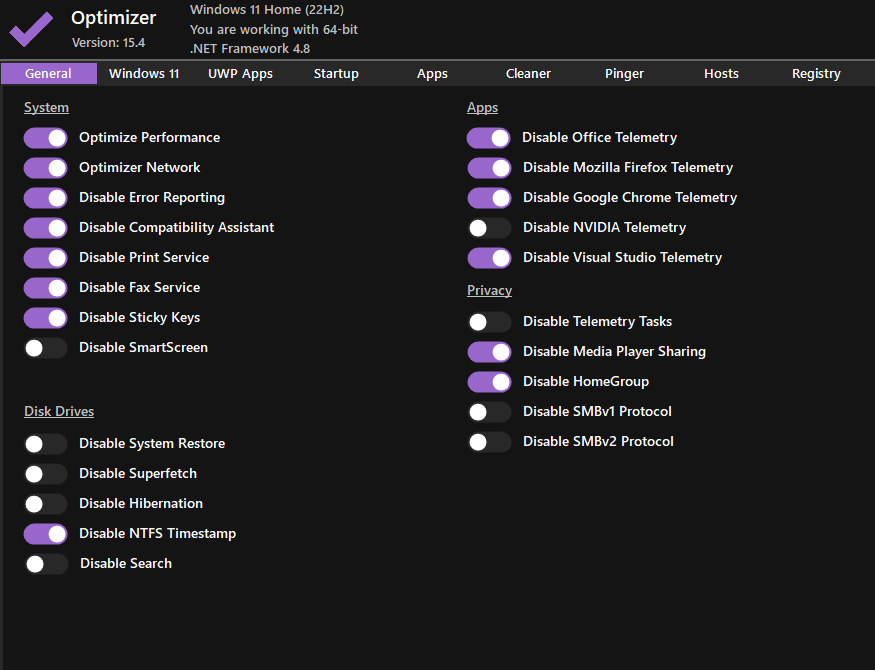 Optimizer
Version: 15.4
Windows 11 Home (22H2)
You are working with 64-bit
.NET Framework 4.8
General Windows 11 UWP Apps Startup Apps Cleaner Pinger Hosts Registry
System
Optimize Performance
Optimizer Network
Disable Error Reporting
Disable Compatibility Assistant
Disable Print Service
Disable Fax Service
Disable Sticky Keys
Disable SmartScreen
Disk Drives
Disable System Restore
Disable Superfetch
Disable Hibernation
Disable NTFS Timestamp
Disable Search
Apps
Disable Office Telemetry
Disable Mozilla Firefox Telemetry
Disable Google Chrome Telemetry
Disable NVIDIA Telemetry
Disable Visual Studio Telemetry
Privacy
Disable Telemetry Tasks
Disable Media Player Sharing
Disable HomeGroup
Disable SMBv1 Protocol
Disable SMBv2 Protocol